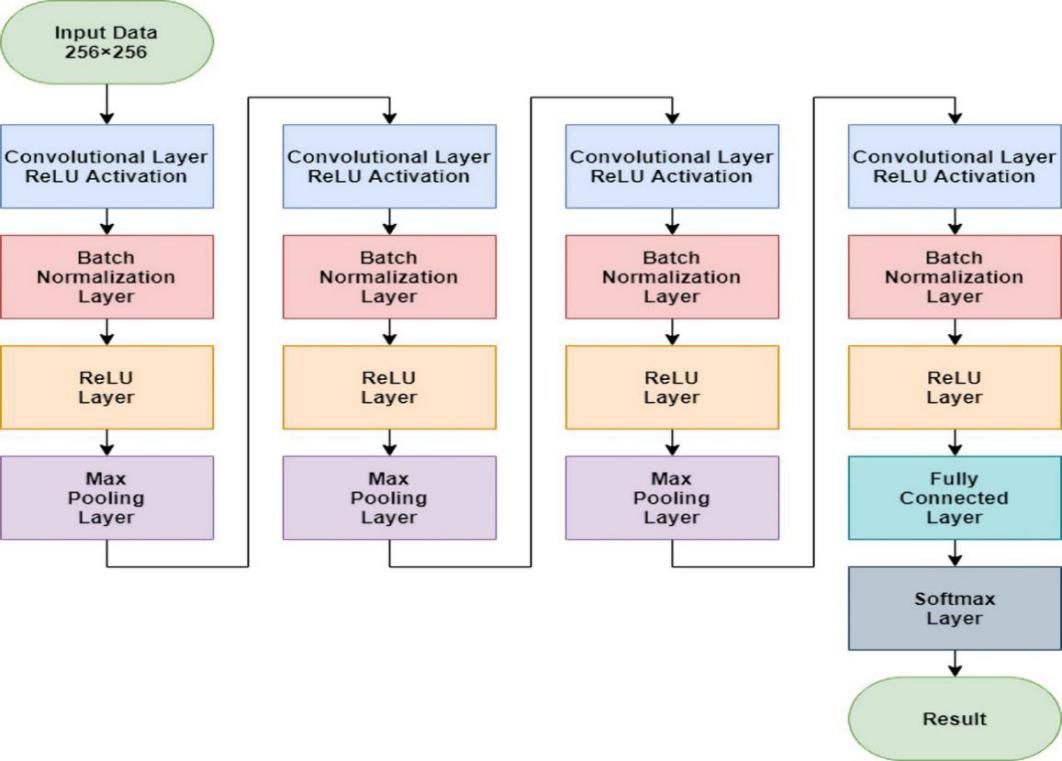 Input Data
256×256
Convolutional Layer
ReLU Activation
Batch
Normalization
Layer
ReLU
Layer
Max
Pooling
Layer
Convolutional Layer
ReLU Activation
Batch
Normalization
Layer
ReLU
Layer
Max
Pooling
Layer
Convolutional Layer
ReLU Activation
Batch
Normalization
Layer
ReLU
Layer
Max
Pooling
Layer
Convolutional Layer
ReLU Activation
Batch
Normalization
Layer
ReLU
Layer
Fully
Connected
Layer
Softmax
Layer
Result